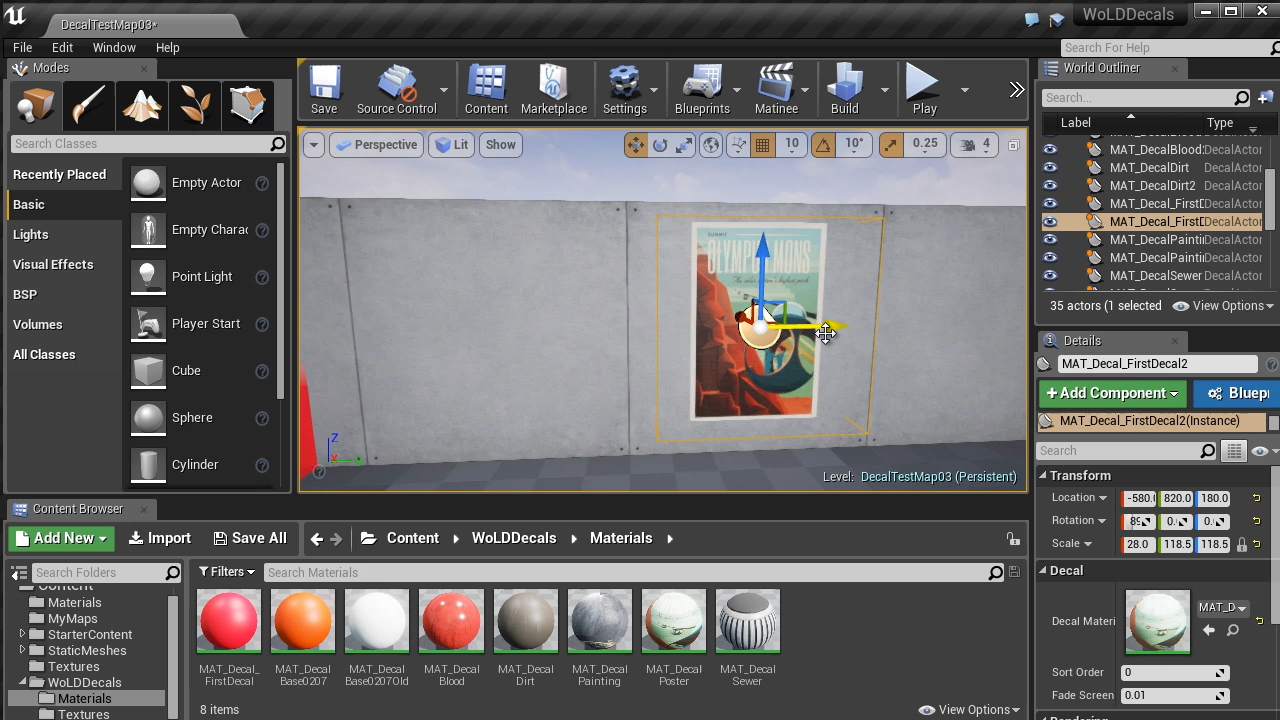 DecalTestMap03*
WoLDDecals
File Edit Window Help
Search For Help
Modes
World Outliner
Save
Source Control
Content
Marketplace
Settings
Blueprints
Matinee
Build
Play
Search...
Label
Type
Search Classes
Perspective
Lit
Show
10
10°
0.25
4
Recently Placed
Basic
Lights
Visual Effects
BSP
Volumes
All Classes
Empty Actor
Empty Charac
Point Light
Player Start
Cube
Sphere
Cylinder
MAT_DecalBlood: DecalActor
MAT_DecalDirt DecalActor
MAT_DecalDirt2 DecalActor
MAT_Decal_FirstD DecalActor
MAT_Decal_FirstD DecalActor
MAT_DecalPaintin DecalActor
MAT_DecalPaintin DecalActor
MAT_DecalSewer DecalActor
35 actors (1 selected
View Options
SUMMIT
OLYMPUS MONS
Z
Level: DecalTestMap03 (Persistent)
Details
MAT_Decal_FirstDecal2
+ Add Component
Bluep
MAT_Decal_FirstDecal2(Instance)
Search
Transform
Location
-580.0
820.0
180.0
Rotation
89
0.
0.
Scale
28.0
118.5
118.5
Decal
Decal Materi
MAT_D
Sort Order
0
Fade Screen
0.01
Content Browser
Add New
Import
Save All
Content
WoLDDecals
Materials
Search Folders
Filters
Search Materials
Content
Materials
MyMaps
StarterContent
StaticMeshes
Textures
WoLDDecals
Materials
Textures
MAT_Decal_
FirstDecal
MAT_Decal
Base0207
MAT_Decal
Base0207Old
MAT_Decal
Blood
MAT_Decal
Dirt
MAT_Decal
Painting
MAT_Decal
Poster
MAT_Decal
Sewer
8 items
View Options